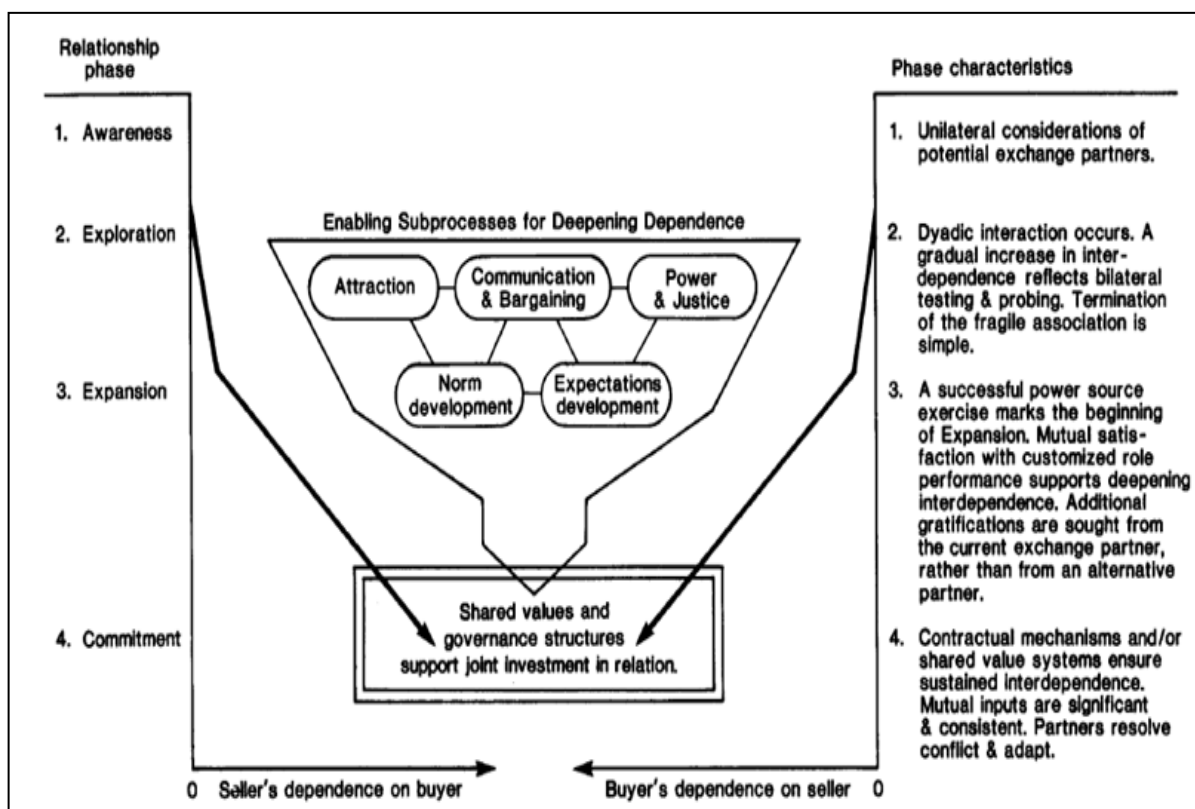 Relationship
phase
1. Awareness
2. Exploration
3. Expansion
4. Commitment
Enabling Subprocesses for Deepening Dependence
Attraction
Communication
& Bargaining
Power
& Justice
Norm
development
Expectations
development
Shared values and
governance structures
support joint investment in relation.
0 Seller's dependence on buyer
Buyer's dependence on seller 0
Phase characteristics
1. Unilateral considerations of
potential exchange partners.
2. Dyadic interaction occurs. A
gradual increase in inter-
dependence reflects bilateral
testing & probing. Termination
of the fragile association is
simple.
3. A successful power source
exercise marks the beginning
of Expansion. Mutual satis-
faction with customized role
performance supports deepening
interdependence. Additional
gratifications are sought from
the current exchange partner,
rather than from an alternative
partner.
4. Contractual mechanisms and/or
shared value systems ensure
sustained interdependence.
Mutual inputs are significant
& consistent. Partners resolve
conflict & adapt.